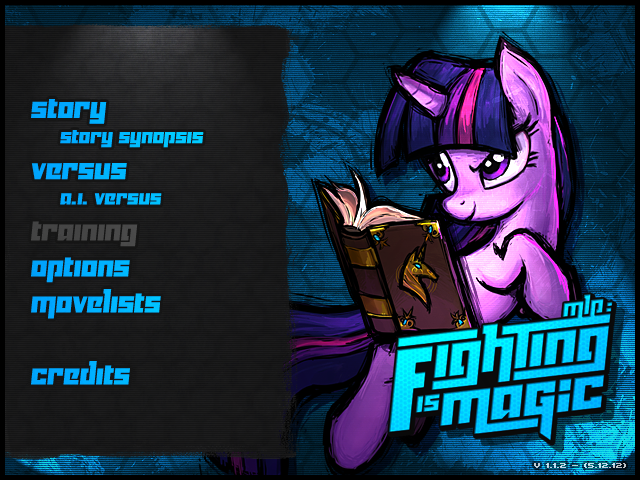 story
story synopsis
versus
a.i. versus
training
options
movelists
credits
mlp:
Fighting
is magic
V 1.1.2 - (5.12.12)